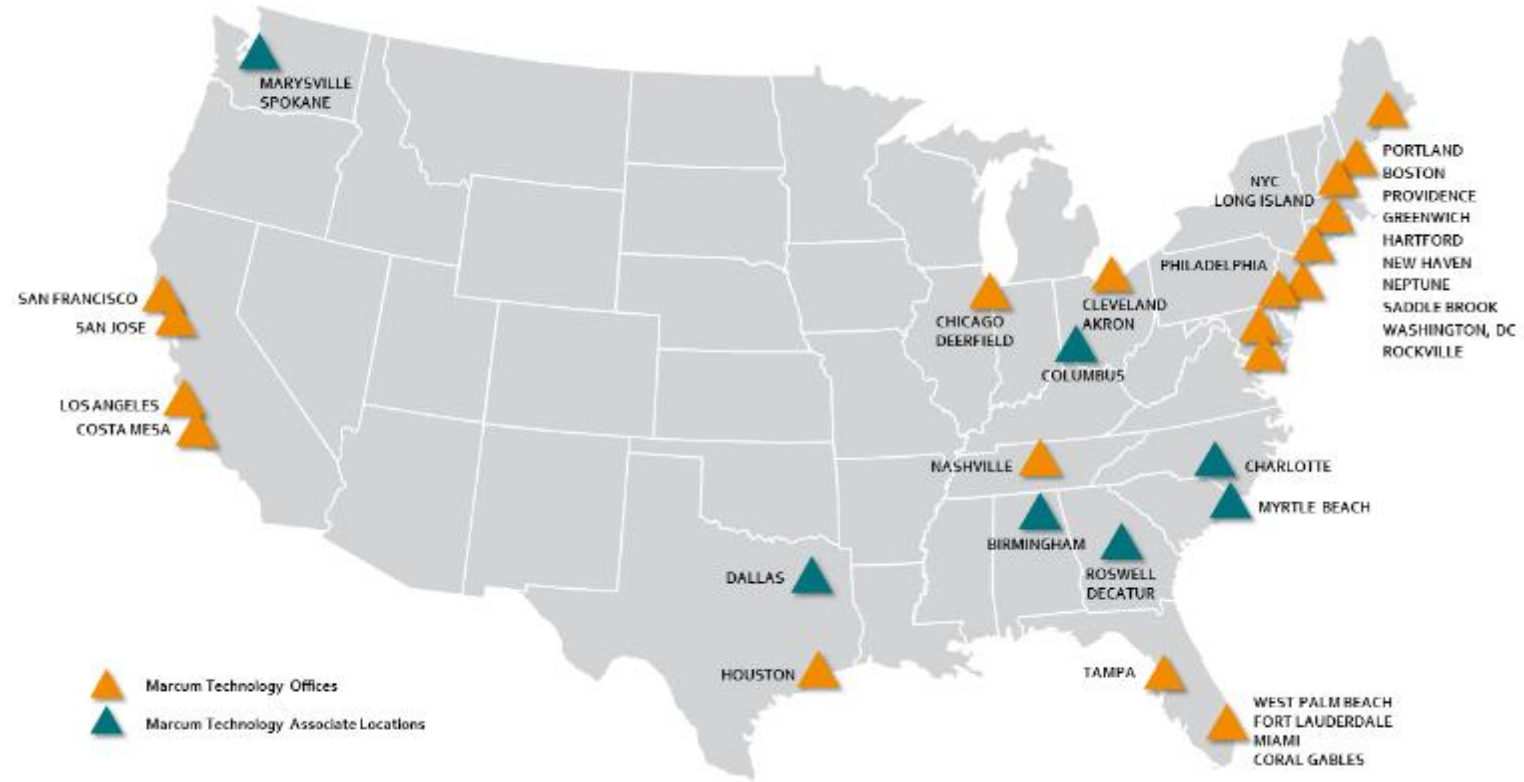 MARYSVILLE
SPOKANE
PORTLAND
BOSTON
PROVIDENCE
GREENWICH
HARTFORD
NEW HAVEN
NEPTUNE
SADDLE BROOK
WASHINGTON, DC
ROCKVILLE
NYC
LONG ISLAND
PHILADELPHIA
SAN FRANCISCO
SAN JOSE
LOS ANGELES
COSTA MESA
CHICAGO
DEERFIELD
CLEVELAND
AKRON
COLUMBUS
NASHVILLE
CHARLOTTE
MYRTLE BEACH
BIRMINGHAM
ROSWELL
DECATUR
DALLAS
HOUSTON
TAMPA
WEST PALM BEACH
FORT LAUDERDALE
MIAMI
CORAL GABLES
Marcum Technology Offices
Marcum Technology Associate Locations